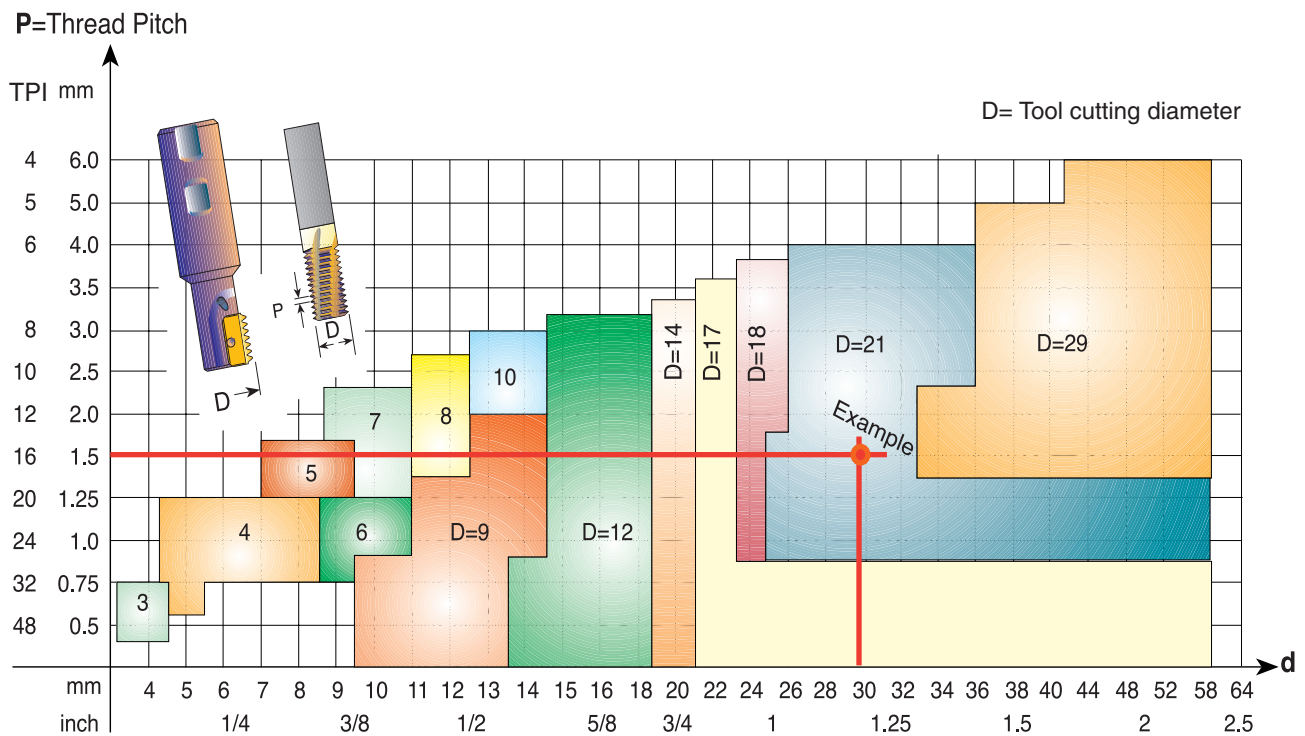 P=Thread Pitch
TPI mm
D= Tool cutting diameter
4 6.0
5 5.0
6 4.0
3.5
8 3.0
10 2.5
12 2.0
16 1.5
20 1.25
24 1.0
32 0.75
48 0.5
P
D
D
3
4
5
6
7
8
10
D=9
D=12
D=14
D=17
D=18
D=21
D=29
Example
d
mm 4 5 6 7 8 9 10 11 12 13 14 15 16 18 20 22 24 26 28 30 32 34 36 38 40 44 48 52 58 64
inch 1/4 3/8 1/2 5/8 3/4 1 1.25 1.5 2 2.5